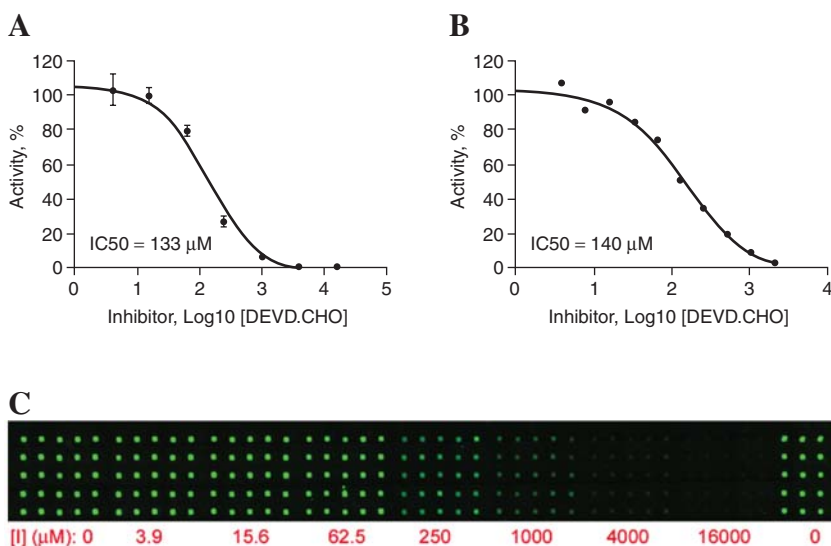 A
120
100
80
60
40
20
0
Activity, %
IC50 = 133 μM
0 1 2 3 4 5
Inhibitor, Log10 [DEVD.CHO]
B
120
100
80
60
40
20
0
Activity, %
IC50 = 140 μM
0 1 2 3 4
Inhibitor, Log10 [DEVD.CHO]
C
[I] (μM): 0 3.9 15.6 62.5 250 1000 4000 16000 0